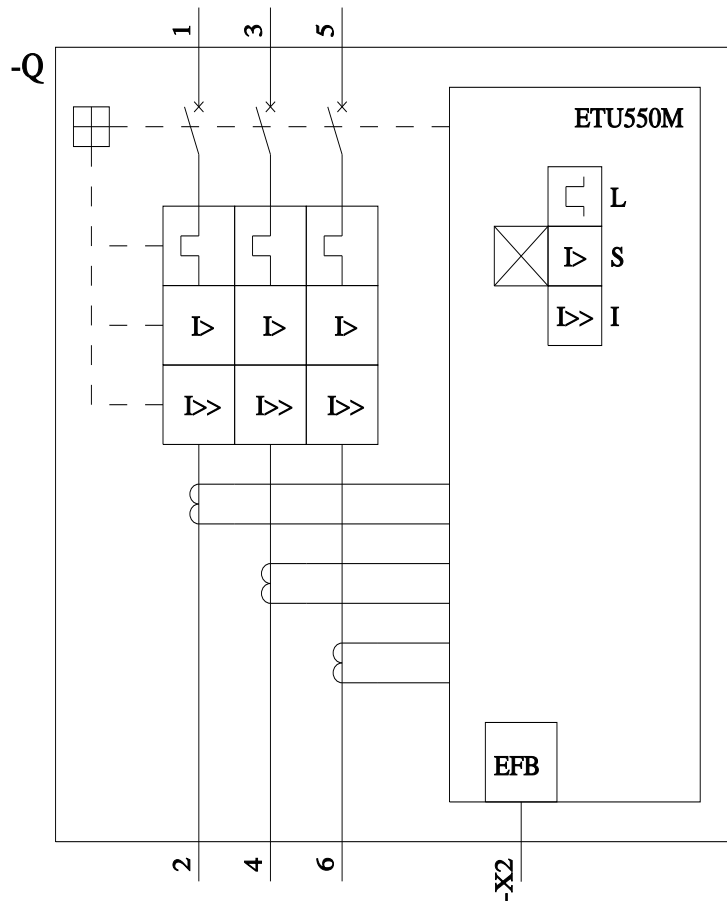 1 3 5
-Q
ETU550M
L
I> S
I>> I
I> I> I>
I>> I>> I>>
EFB
2 4 6 -X2